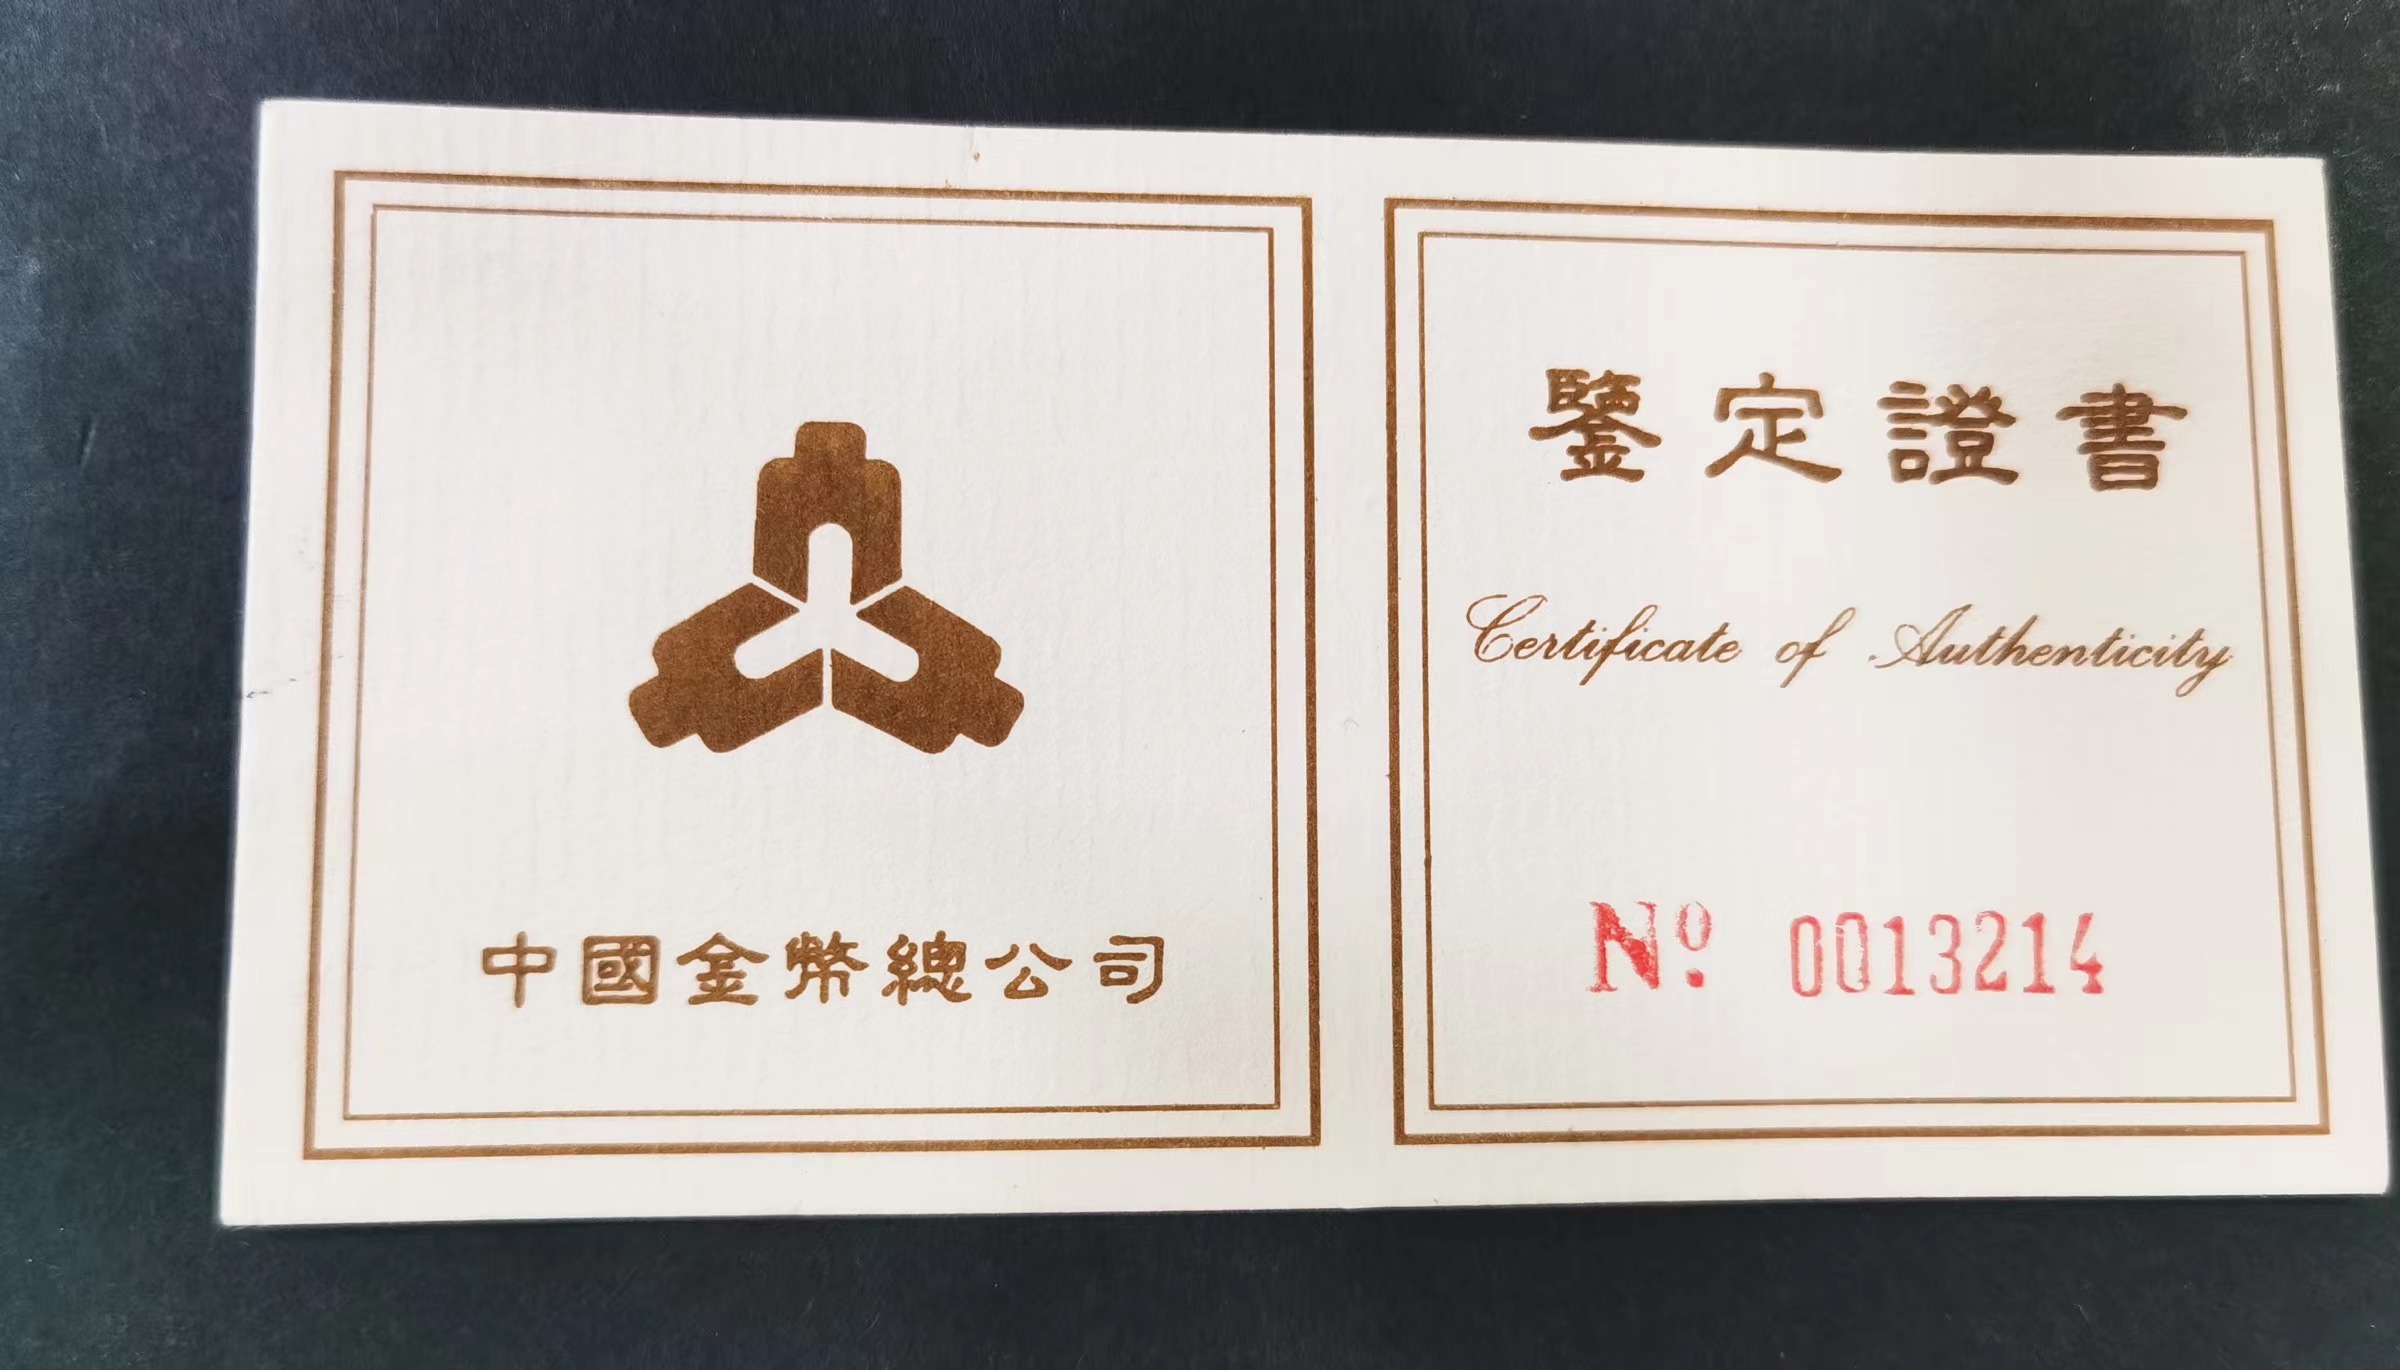 中國金幣總公司
鑒定證書
Certificate of Authenticity
Nº 0013214